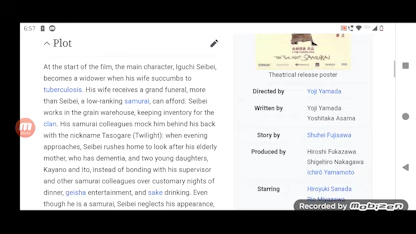 6:57
Plot
At the start of the film, the main character, Iguchi Seibei,
becomes a widower when his wife succumbs to
tuberculosis. His wife receives a grand funeral, more
than Seibei, a low-ranking samurai, can afford. Seibei
works in the grain warehouse, keeping inventory for the
clan. His samurai colleagues mock him behind his back
with the nickname Tasogare (Twilight): when evening
approaches, Seibei rushes home to look after his elderly
mother, who has dementia, and two young daughters,
Kayano and Ito, instead of bonding with his supervisor
and other samurai colleagues over customary nights of
dinner, geisha entertainment, and sake drinking. Even
though he is a samurai, Seibei neglects his appearance,
SAMURAI
Theatrical release poster
Directed by Yoji Yamada
Written by Yoji Yamada
Yoshitaka Asama
Story by Shuhei Fujisawa
Produced by Hiroshi Fukazawa
Shigehiro Nakagawa
Ichirō Yamamoto
Starring Hiroyuki Sanada
Rie Miyazawa
Recorded by Mobizen